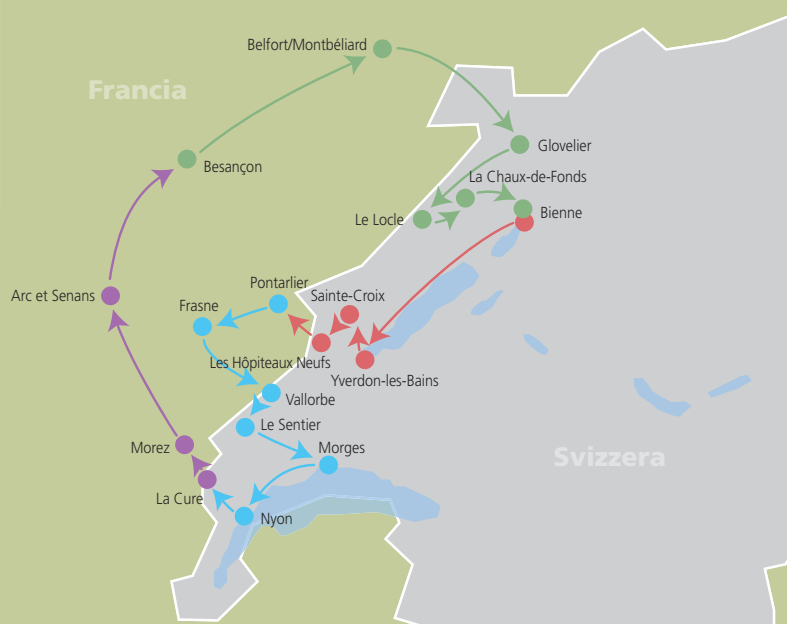 Belfort/Montbéliard
Francia
Glovelier
Besançon
La Chaux-de-Fonds
Le Locle
Bienne
Pontarlier
Arc et Senans
Sainte-Croix
Frasne
Les Hôpiteaux Neufs
Yverdon-les-Bains
Vallorbe
Le Sentier
Morez
Morges
Svizzera
La Cure
Nyon